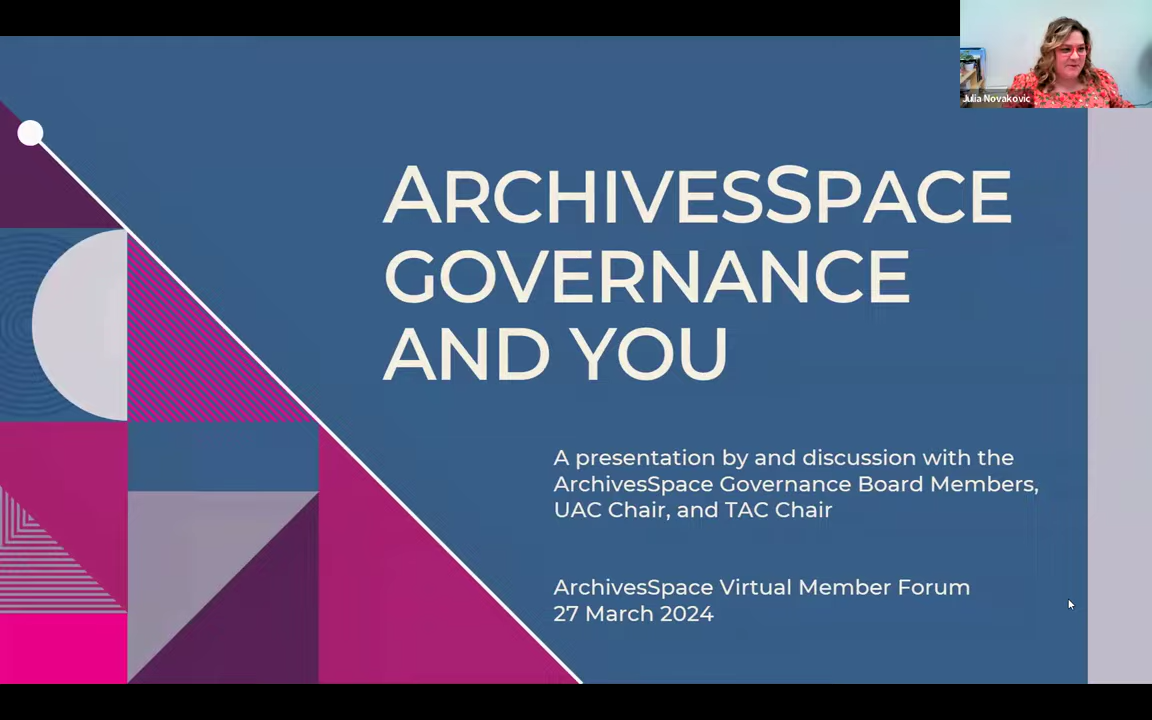 Julia Novakovic
ARCHIVESSPACE
GOVERNANCE
AND YOU
A presentation by and discussion with the
ArchivesSpace Governance Board Members,
UAC Chair, and TAC Chair
ArchivesSpace Virtual Member Forum
27 March 2024